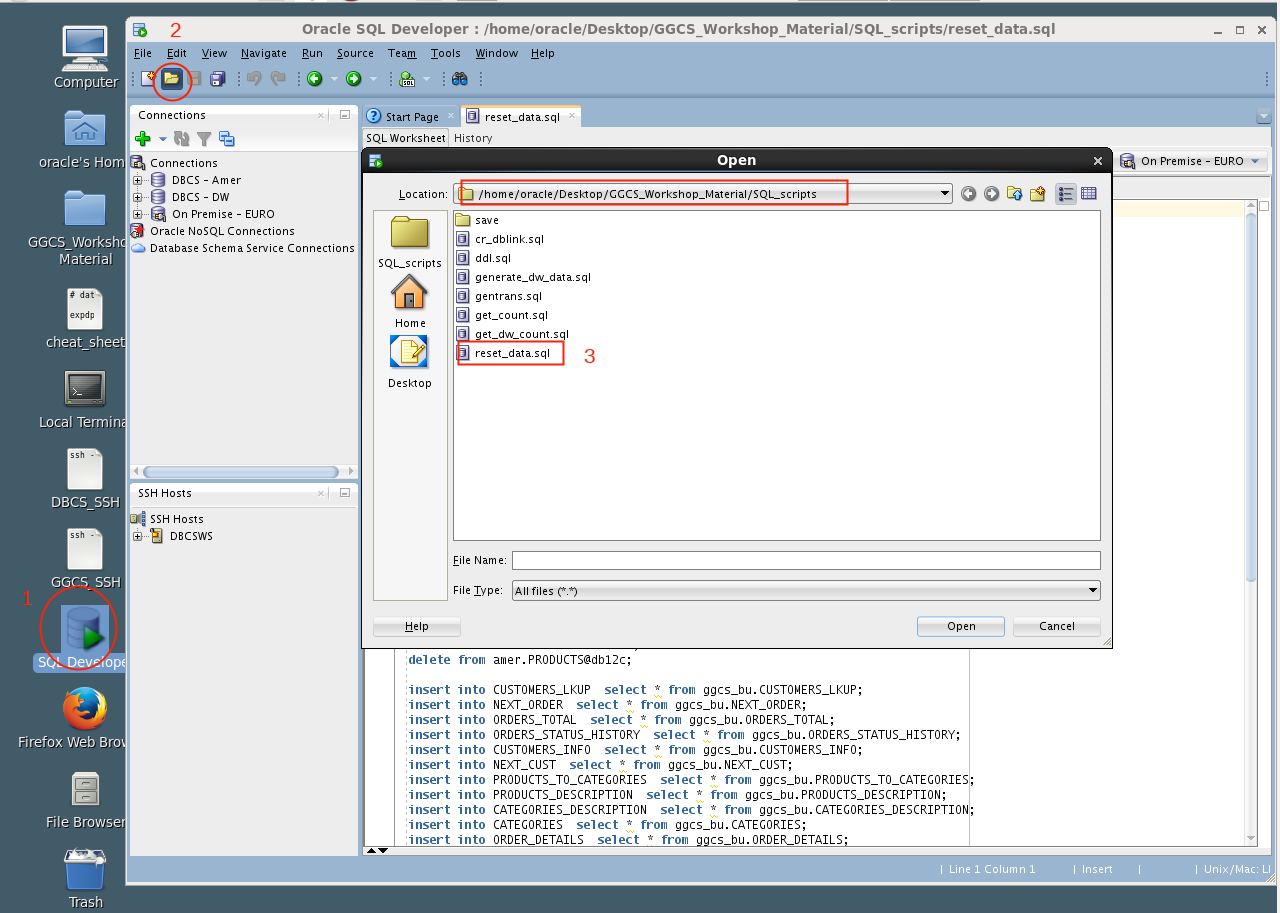 Computer
oracle's Hom
GGCS_Worksho
Material
# dat
expdp
cheat_sheet
Local Termina
ssh -
DBCS_SSH
ssh -
GGCS_SSH
1
SQL Develope
Firefox Web Brow
File Browser
Trash
Oracle SQL Developer : /home/oracle/Desktop/GGCS_Workshop_Material/SQL_scripts/reset_data.sql
2
File Edit View Navigate Run Source Team Tools Window Help
SQL
Connections
Connections
DBCS - Amer
DBCS - DW
On Premise - EURO
Oracle NoSQL Connections
Database Schema Service Connections
SSH Hosts
SSH Hosts
DBCSWS
Start Page
reset_data.sql
SQL Worksheet History
On Premise - EURO
Open
Location: /home/oracle/Desktop/GGCS_Workshop_Material/SQL_scripts
SQL_scripts
Home
Desktop
save
cr_dblink.sql
ddl.sql
generate_dw_data.sql
gentrans.sql
get_count.sql
get_dw_count.sql
reset_data.sql
3
File Name:
File Type: All files (*.*)
Help
Open
Cancel
delete from amer.PRODUCTS@db12c;
insert into CUSTOMERS_LKUP select * from ggcs_bu.CUSTOMERS_LKUP;
insert into NEXT_ORDER select * from ggcs_bu.NEXT_ORDER;
insert into ORDERS_TOTAL select * from ggcs_bu.ORDERS_TOTAL;
insert into ORDERS_STATUS_HISTORY select * from ggcs_bu.ORDERS_STATUS_HISTORY;
insert into CUSTOMERS_INFO select * from ggcs_bu.CUSTOMERS_INFO;
insert into NEXT_CUST select * from ggcs_bu.NEXT_CUST;
insert into PRODUCTS_TO_CATEGORIES select * from ggcs_bu.PRODUCTS_TO_CATEGORIES;
insert into PRODUCTS_DESCRIPTION select * from ggcs_bu.PRODUCTS_DESCRIPTION;
insert into CATEGORIES_DESCRIPTION select * from ggcs_bu.CATEGORIES_DESCRIPTION;
insert into CATEGORIES select * from ggcs_bu.CATEGORIES;
insert into ORDER_DETAILS select * from ggcs_bu.ORDER_DETAILS;
Line 1 Column 1
Insert
Unix/Mac: LI